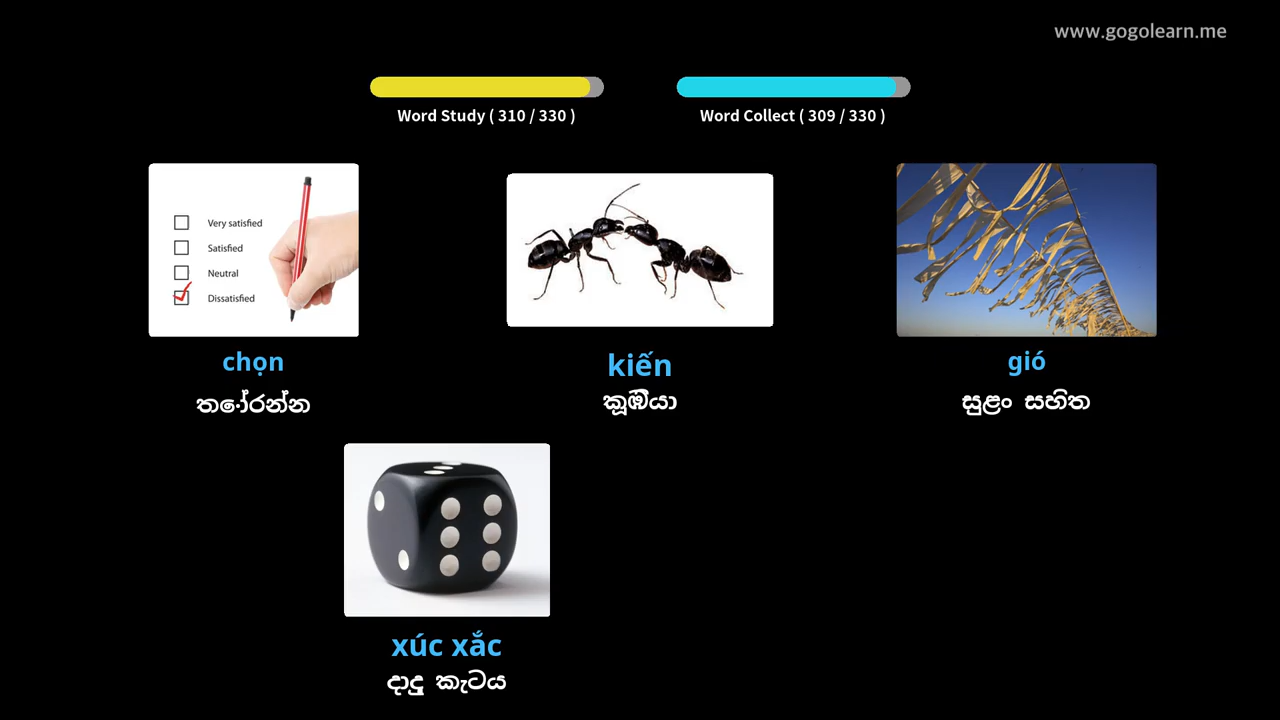 www.gogolearn.me
Word Study ( 310 / 330 )
Word Collect ( 309 / 330 )
Very satisfied
Satisfied
Neutral
Dissatisfied
chọn
තෝරන්න
kiến
කූඹියා
gió
සුළං සහිත
xúc xắc
දාදු කැටය